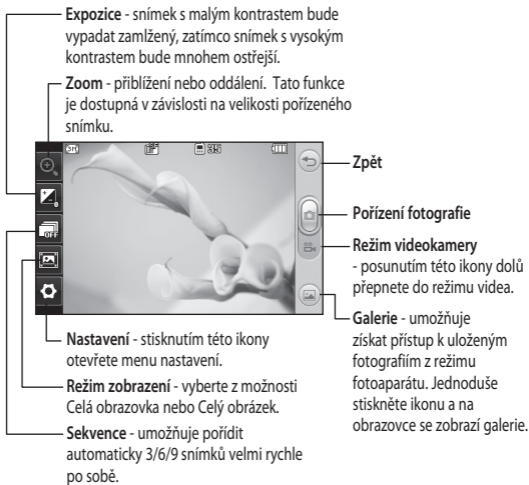 Expozice - snímek s malým kontrastem bude
vypadat zamlžený, zatímco snímek s vysokým
kontrastem bude mnohem ostřejší.
Zoom - přiblížení nebo oddálení. Tato funkce
je dostupná v závislosti na velikosti pořízeného
snímku.
3M
OFF
Zpět
Pořízení fotografie
Režim videokamery
- posunutím této ikony dolů
přepnete do režimu videa.
Galerie - umožňuje
získat přístup k uloženým
fotografiím z režimu
fotoaparátu. Jednoduše
stiskněte ikonu a na
obrazovce se zobrazí galerie.
Nastavení - stisknutím této ikony
otevřete menu nastavení.
Režim zobrazení - vyberte z možnosti
Celá obrazovka nebo Celý obrázek.
Sekvence - umožňuje pořídit
automaticky 3/6/9 snímků velmi rychle
po sobě.